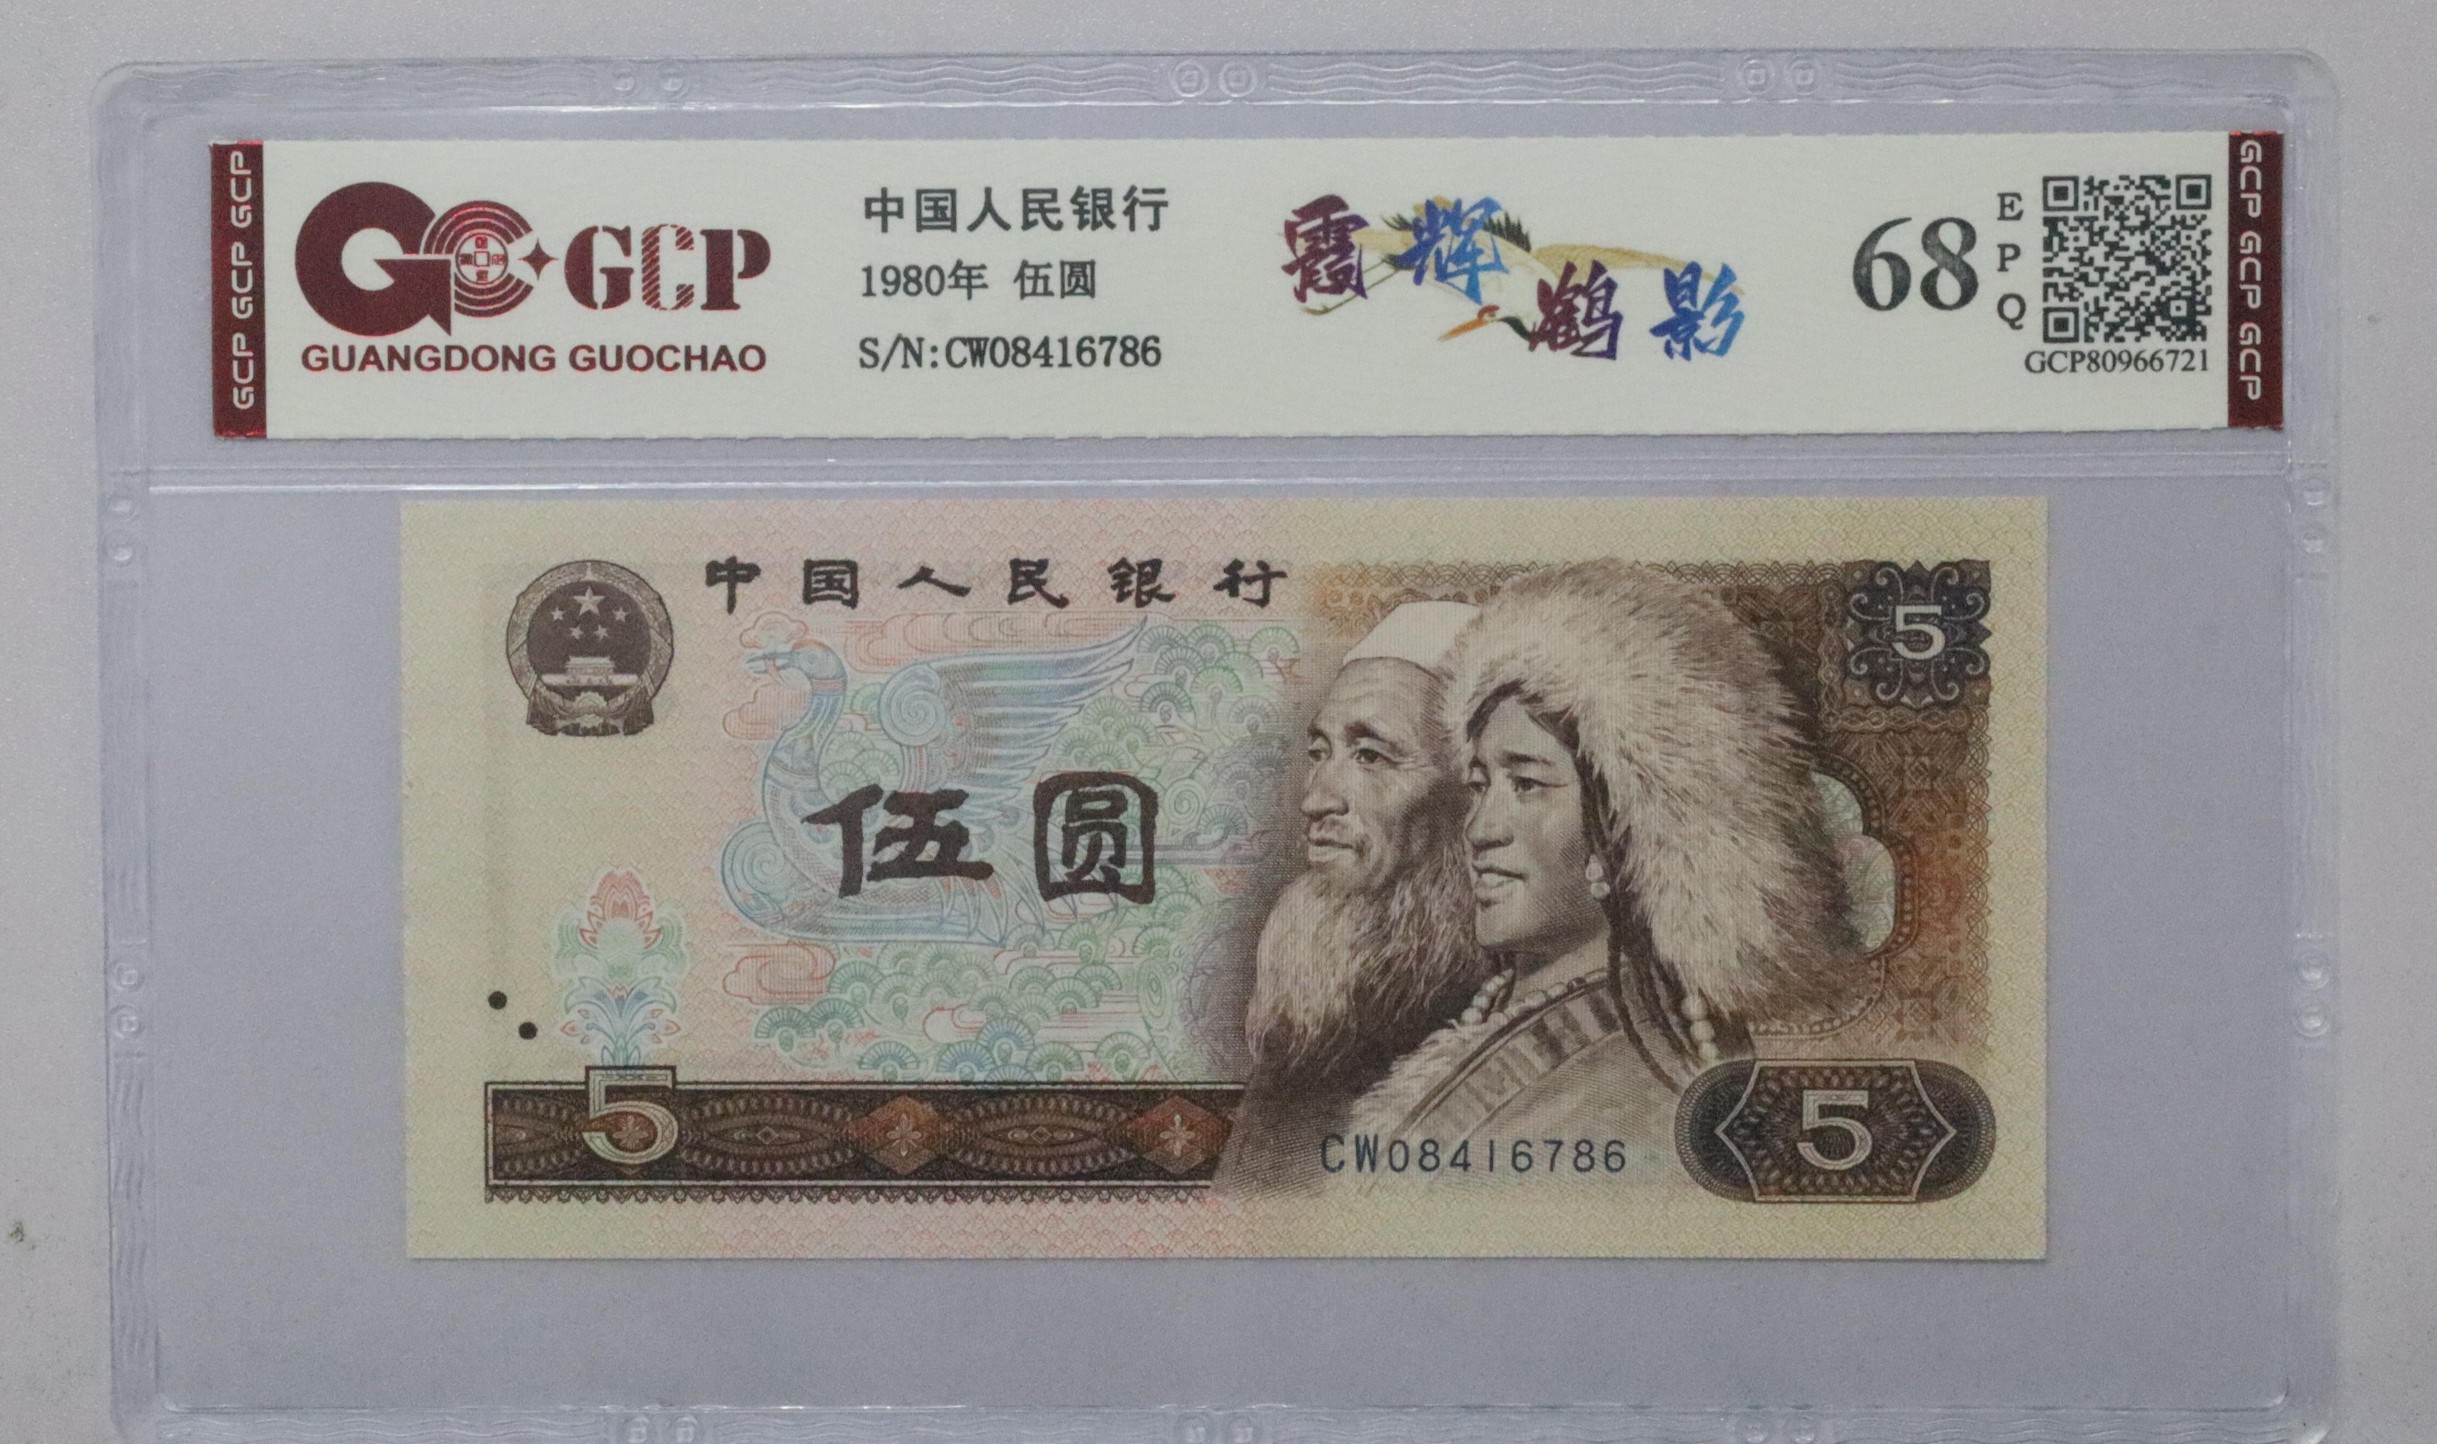 GCP GCP GCP
GCP
GUANGDONG GUOCHAO
中国人民银行
1980年 伍圆
S/N:CW08416786
霞辉
鹤影
68
EPQ
GCP80966721
GCP GCP GCP
中国人民银行
5
伍圆
5
CW08416786
5